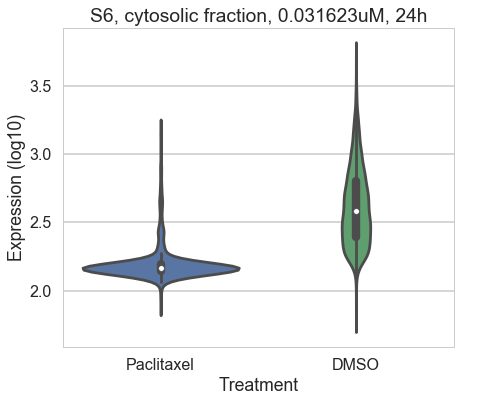 S6, cytosolic fraction, 0.031623uM, 24h
Expression (log10)
3.5
3.0
2.5
2.0
Paclitaxel
DMSO
Treatment